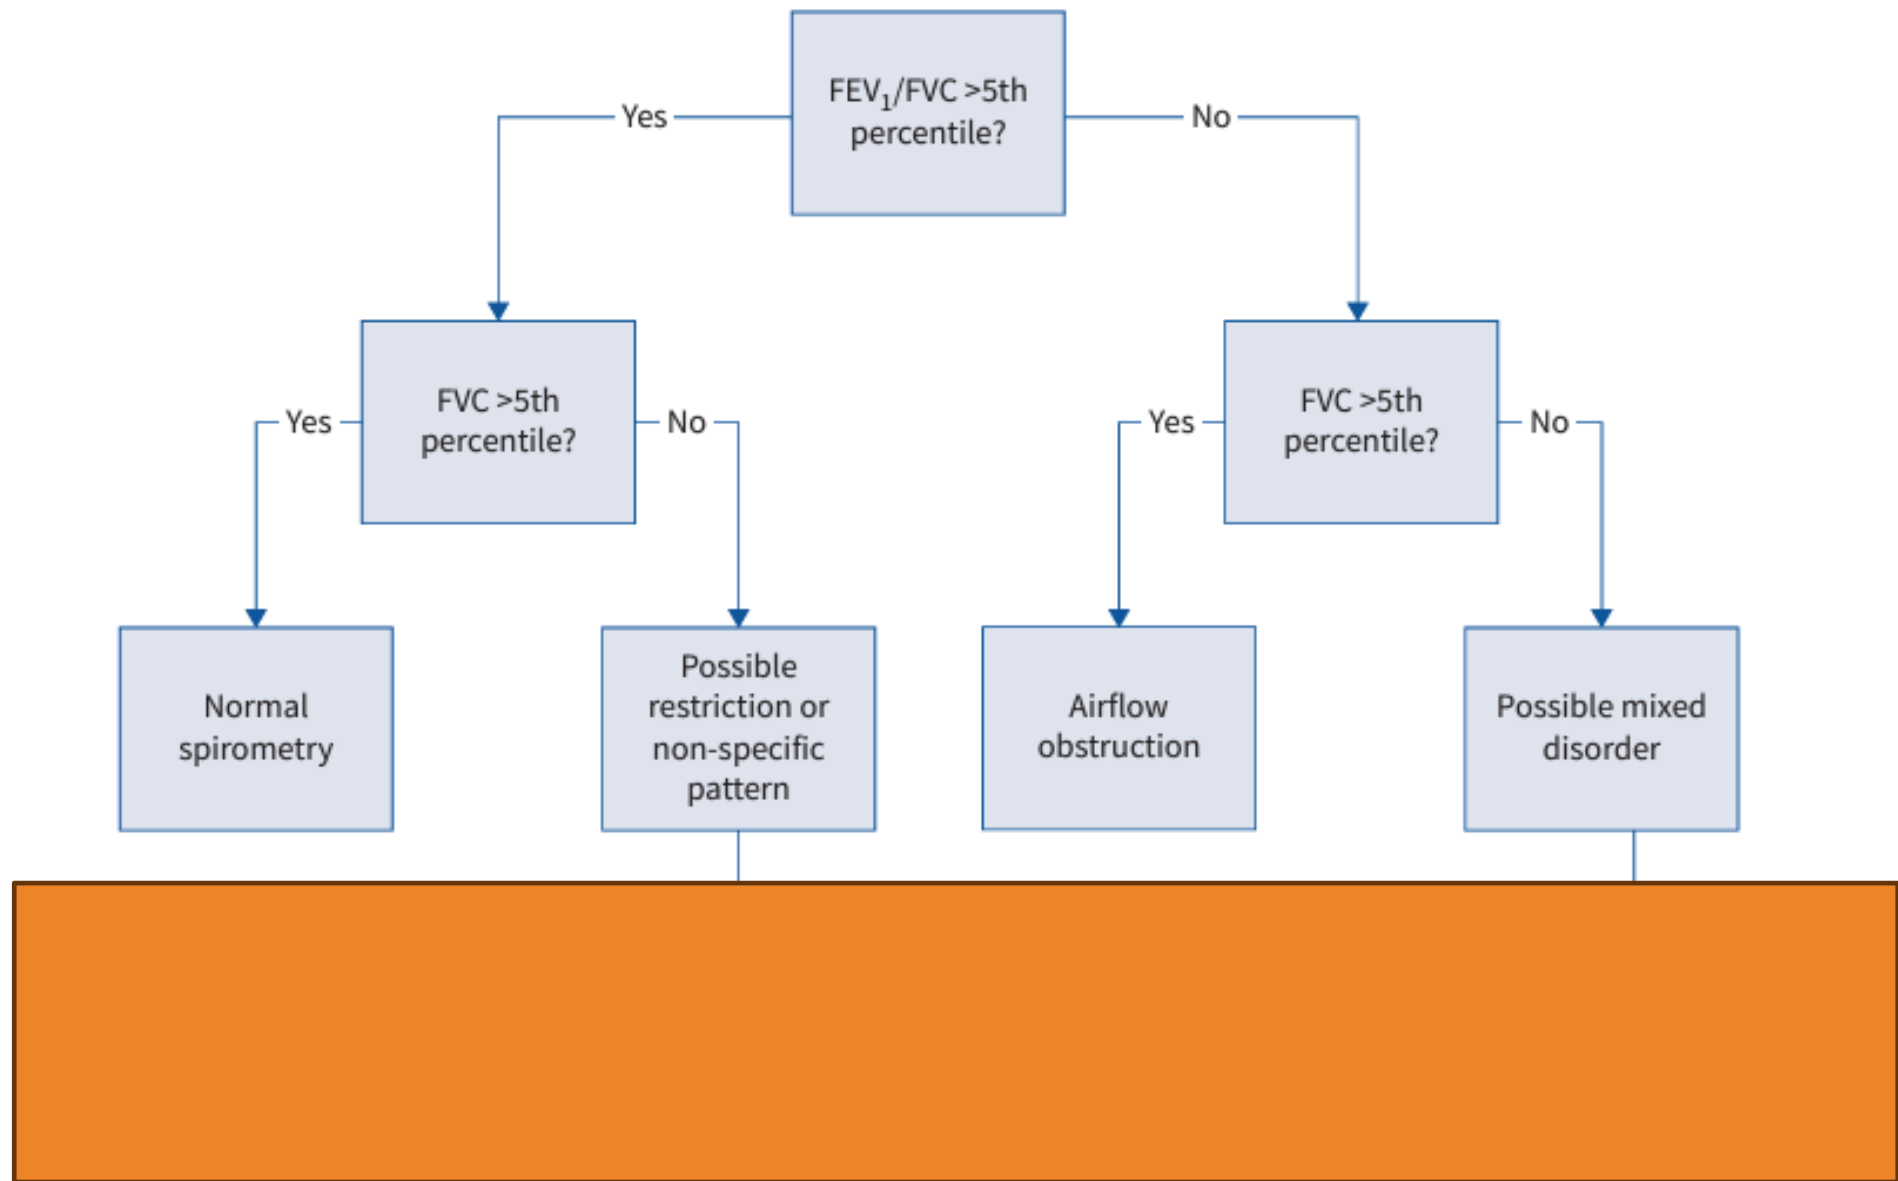 FEV₁/FVC >5th
percentile?
Yes
No
FVC >5th
percentile?
FVC >5th
percentile?
Yes
No
Yes
No
Normal
spirometry
Possible
restriction or
non-specific
pattern
Airflow
obstruction
Possible mixed
disorder